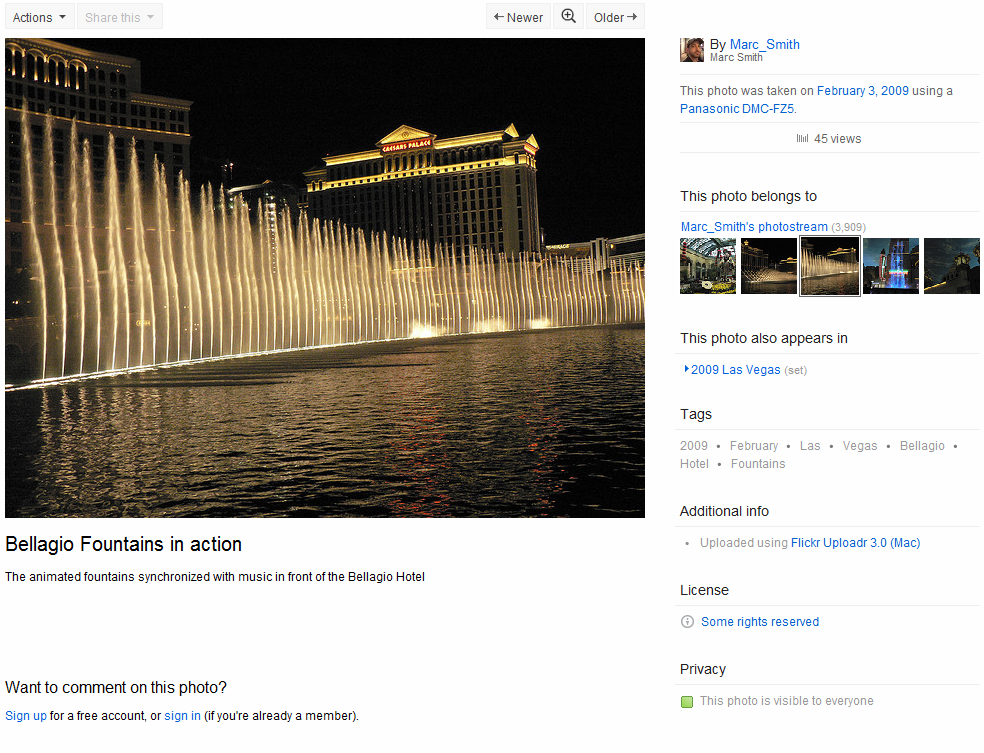 Actions
Share this
Newer
Older
CAESARS PALACE
By Marc_Smith
Marc Smith
This photo was taken on February 3, 2009 using a
Panasonic DMC-FZ5.
45 views
This photo belongs to
Marc_Smith's photostream (3,909)
This photo also appears in
2009 Las Vegas (set)
Tags
2009 • February • Las • Vegas • Bellagio •
Hotel • Fountains
Additional info
• Uploaded using Flickr Uploadr 3.0 (Mac)
License
Some rights reserved
Privacy
This photo is visible to everyone
Bellagio Fountains in action
The animated fountains synchronized with music in front of the Bellagio Hotel
Want to comment on this photo?
Sign up for a free account, or sign in (if you're already a member).